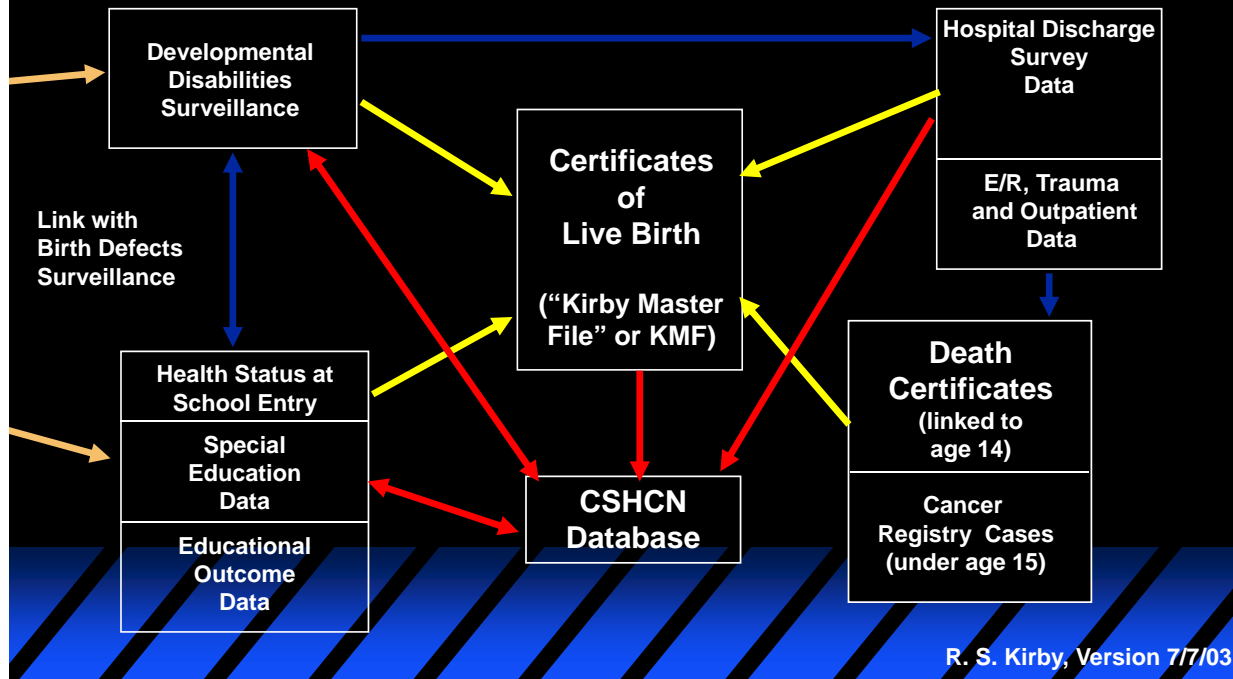 Developmental
Disabilities
Surveillance
Hospital Discharge
Survey
Data
E/R, Trauma
and Outpatient
Data
Certificates
of
Live Birth
(“Kirby Master
File” or KMF)
Link with
Birth Defects
Surveillance
Health Status at
School Entry
Special
Education
Data
Educational
Outcome
Data
CSHCN
Database
Death
Certificates
(linked to
age 14)
Cancer
Registry Cases
(under age 15)
R. S. Kirby, Version 7/7/03